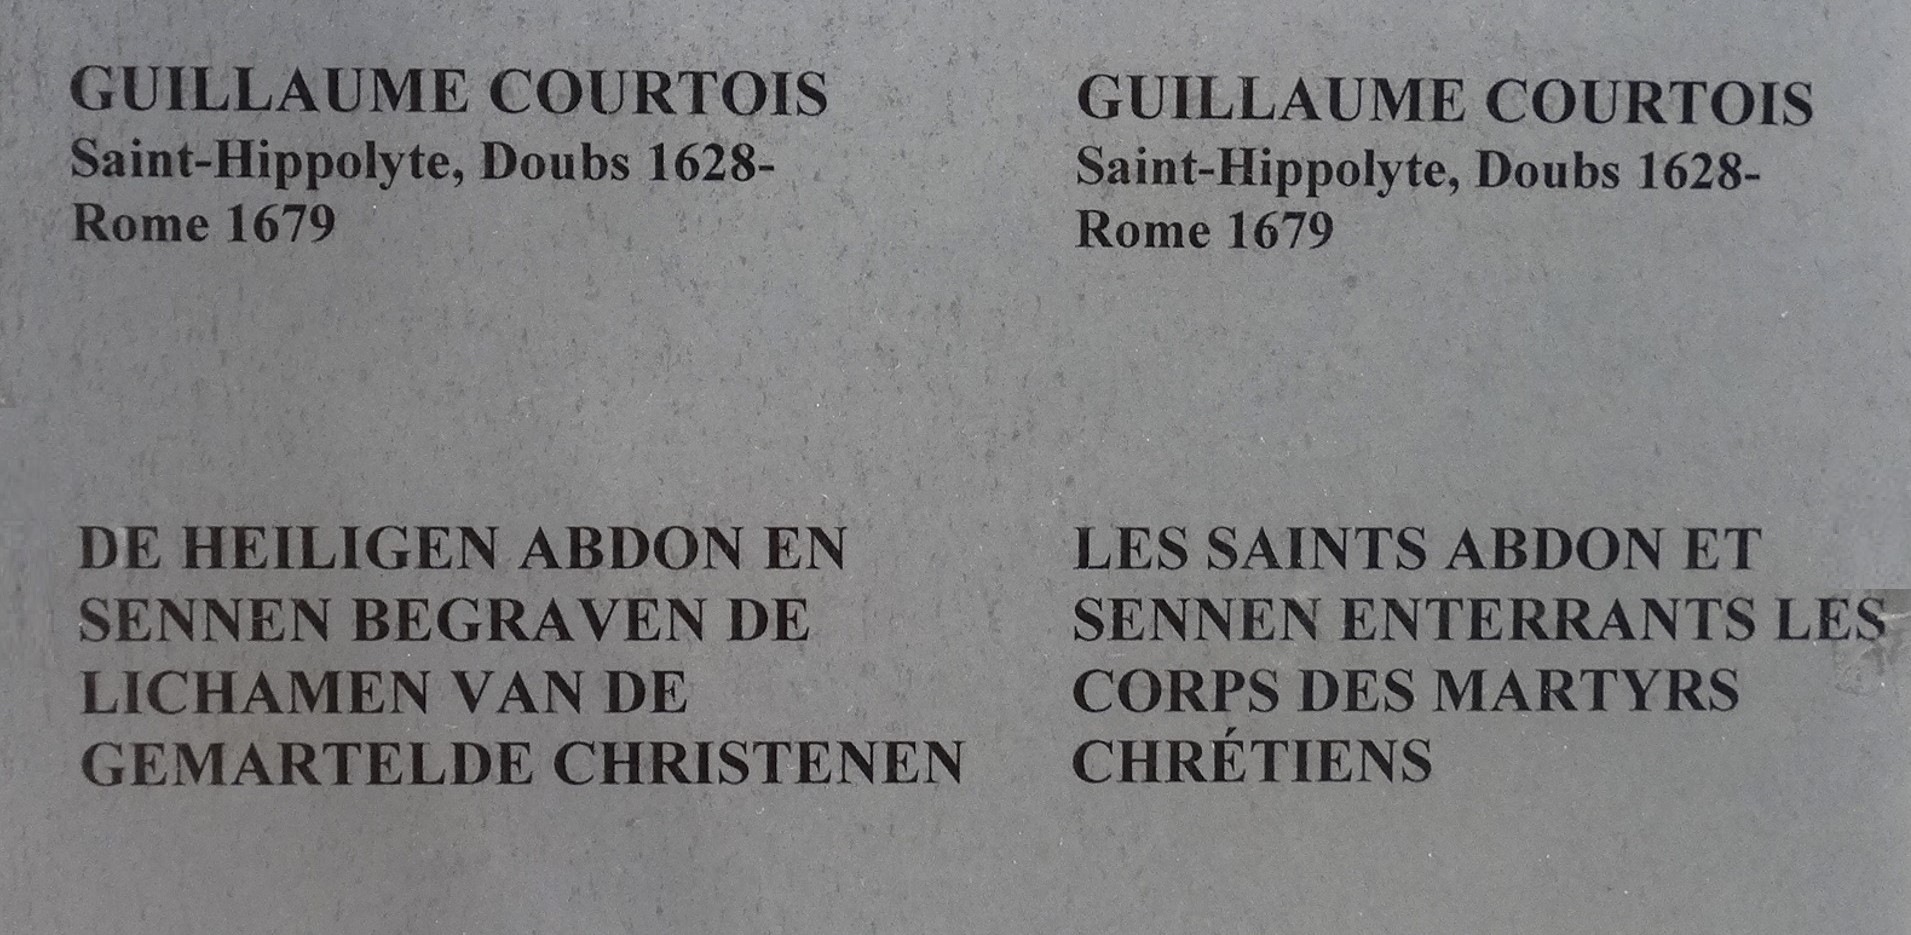 GUILLAUME COURTOIS
Saint-Hippolyte, Doubs 1628-
Rome 1679
DE HEILIGEN ABDON EN
SENNEN BEGRAVEN DE
LICHAMEN VAN DE
GEMARTELDE CHRISTENEN
GUILLAUME COURTOIS
Saint-Hippolyte, Doubs 1628-
Rome 1679
LES SAINTS ABDON ET
SENNEN ENTERRANTS LES
CORPS DES MARTYRS
CHRÉTIENS